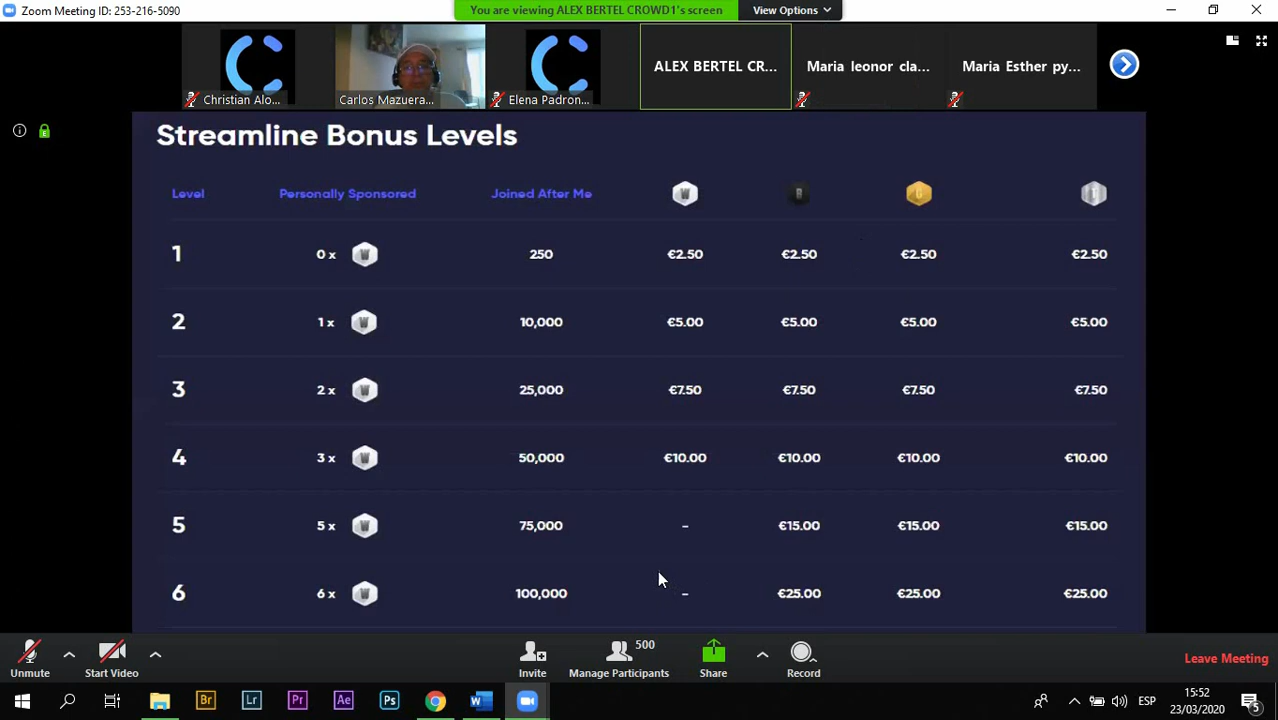 Zoom Meeting ID: 253-216-5090
You are viewing ALEX BERTEL CROWD1's screen
View Options
Christian Alo...
Carlos Mazuera...
Elena Padron...
ALEX BERTEL CR...
Maria leonor cla...
Maria Esther py...
Streamline Bonus Levels
Level Personally Sponsored Joined After Me W B G T
1 0 x W 250 €2.50 €2.50 €2.50 €2.50
2 1 x W 10,000 €5.00 €5.00 €5.00 €5.00
3 2 x W 25,000 €7.50 €7.50 €7.50 €7.50
4 3 x W 50,000 €10.00 €10.00 €10.00 €10.00
5 5 x W 75,000 - €15.00 €15.00 €15.00
6 6 x W 100,000 - €25.00 €25.00 €25.00
500
Unmute Start Video Invite Manage Participants Share Record Leave Meeting
Br Lr Pr Ae Ps
ESP
15:52
23/03/2020
5